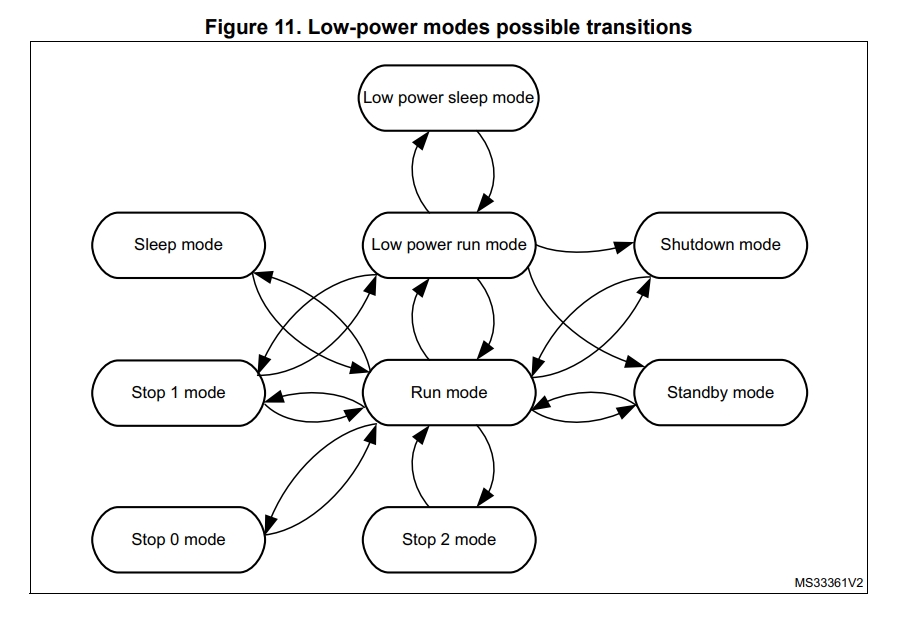 Figure 11. Low-power modes possible transitions
Low power sleep mode
Sleep mode
Low power run mode
Shutdown mode
Stop 1 mode
Run mode
Standby mode
Stop 0 mode
Stop 2 mode
MS33361V2